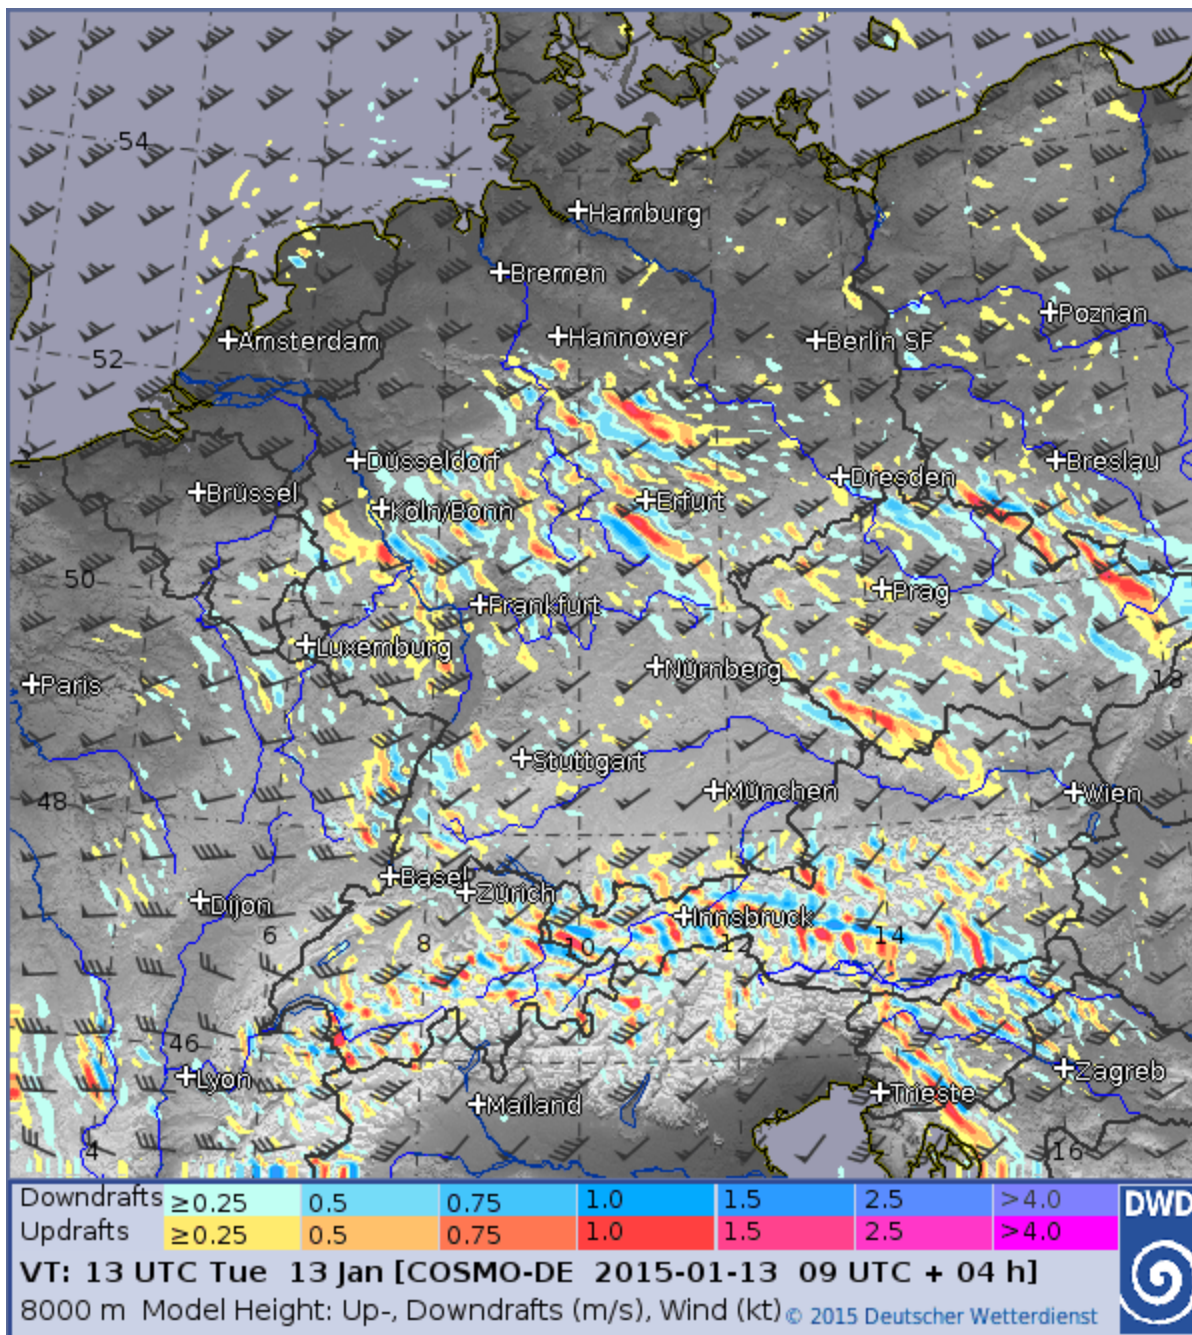 54
Hamburg
Bremen
Poznan
Hannover
Berlin SF
Amsterdam
52
Düsseldorf
Breslau
Dresden
Brüssel
Erfurt
Köln/Bonn
50
Prag
Frankfurt
Luxemburg
Nürnberg
Paris
18
Stuttgart
48
München
Wien
Basel
Zürich
Dijon
Innsbruck
6 8 10 12 14
46
Lyon
Zagreb
Trieste
Mailand
4
16
Downdrafts ≥0.25 0.5 0.75 1.0 1.5 2.5 >4.0 DWD
Updrafts ≥0.25 0.5 0.75 1.0 1.5 2.5 >4.0
VT: 13 UTC Tue 13 Jan [COSMO-DE 2015-01-13 09 UTC + 04 h]
8000 m Model Height: Up-, Downdrafts (m/s), Wind (kt) © 2015 Deutscher Wetterdienst